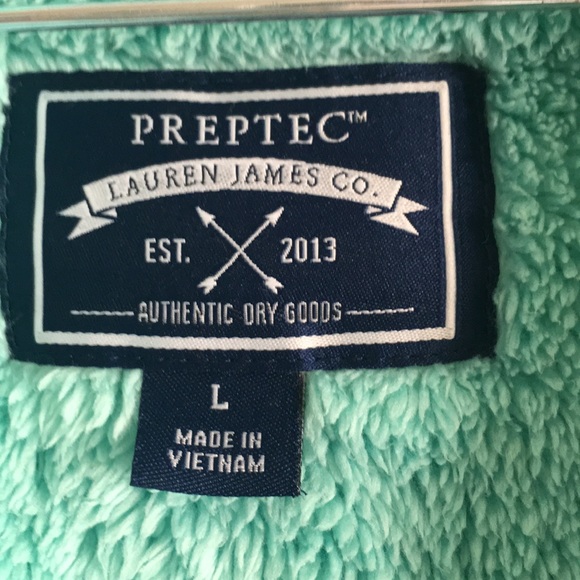 PREPTEC™
LAUREN JAMES CO.
EST. 2013
AUTHENTIC DRY GOODS
L
MADE IN
VIETNAM